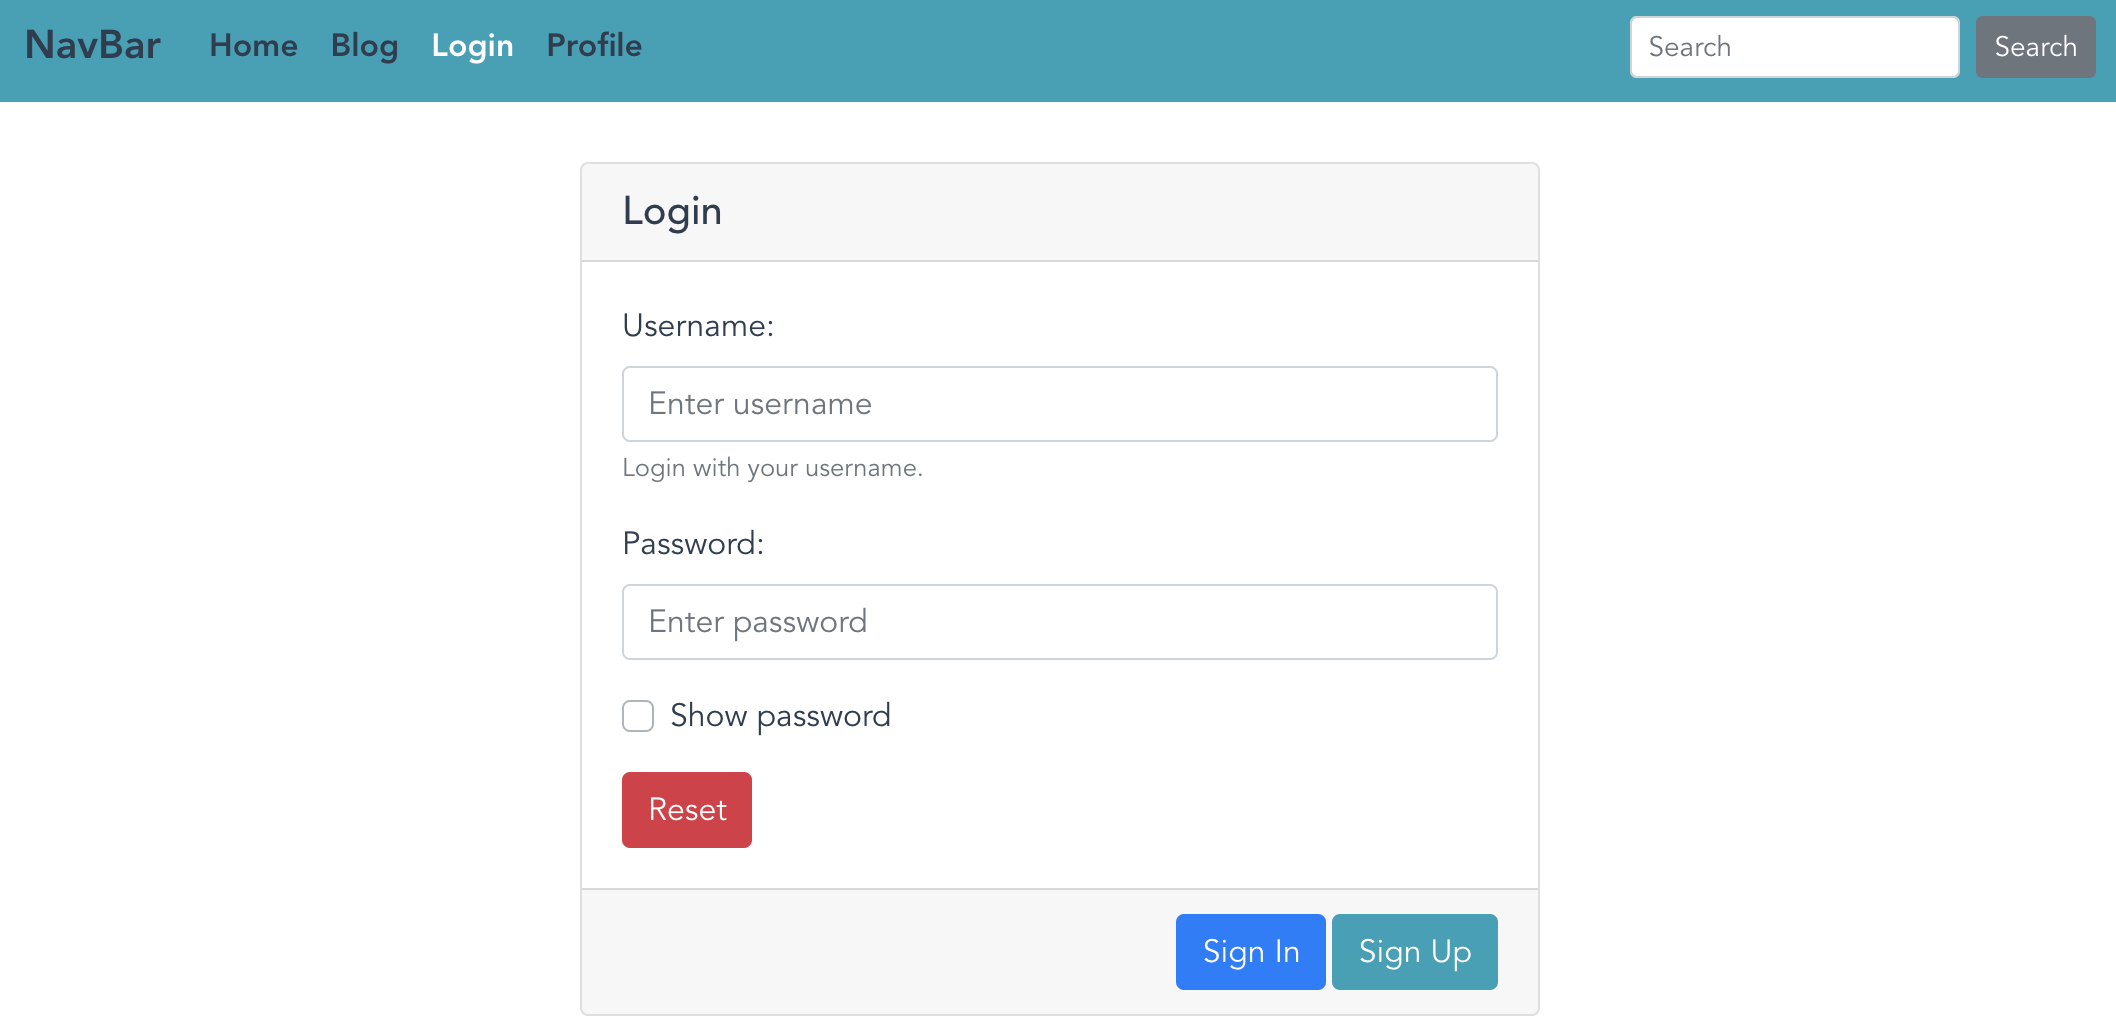 NavBar Home Blog Login Profile Search Search
Login
Username:
Enter username
Login with your username.
Password:
Enter password
Show password
Reset
Sign In Sign Up